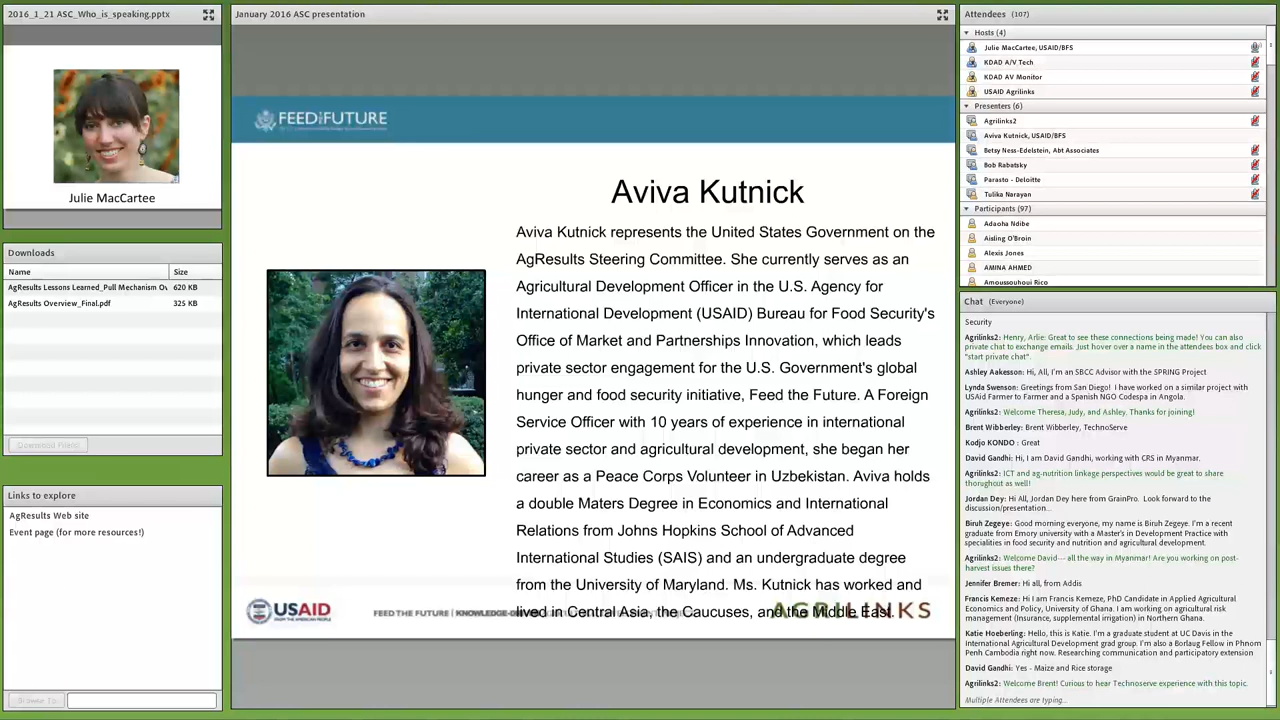 2016_1_21 ASC_Who_is_speaking.pptx
Julie MacCartee
Downloads
Name Size
AgResults Lessons Learned_Pull Mechanism Ov 620 KB
AgResults Overview_Final.pdf 325 KB
Download File(s)
Links to explore
AgResults Web site
Event page (for more resources!)
Browse To
January 2016 ASC presentation
FEED THE FUTURE
Aviva Kutnick
Aviva Kutnick represents the United States Government on the
AgResults Steering Committee. She currently serves as an
Agricultural Development Officer in the U.S. Agency for
International Development (USAID) Bureau for Food Security's
Office of Market and Partnerships Innovation, which leads
private sector engagement for the U.S. Government's global
hunger and food security initiative, Feed the Future. A Foreign
Service Officer with 10 years of experience in international
private sector and agricultural development, she began her
career as a Peace Corps Volunteer in Uzbekistan. Aviva holds
a double Maters Degree in Economics and International
Relations from Johns Hopkins School of Advanced
International Studies (SAIS) and an undergraduate degree
from the University of Maryland. Ms. Kutnick has worked and
lived in Central Asia, the Caucuses, and the Middle East.
USAID
FROM THE AMERICAN PEOPLE
FEED THE FUTURE
AGRILINKS
Attendees (107)
Hosts (4)
Julie MacCartee, USAID/BFS
KDAD A/V Tech
KDAD AV Monitor
USAID Agrilinks
Presenters (6)
Agrilinks2
Aviva Kutnick, USAID/BFS
Betsy Ness-Edelstein, Abt Associates
Bob Rabatsky
Parasto - Deloitte
Tulika Narayan
Participants (97)
Adaoha Ndibe
Aisling O'Broin
Alexis Jones
AMINA AHMED
Amoussouhoui Rico
Chat (Everyone)
Security
Agrilinks2: Henry, Arlie: Great to see these connections being made! You can also
private chat to exchange emails. Just hover over a name in the attendees box and click
"start private chat".
Ashley Aakesson: Hi, All, I'm an SBCC Advisor with the SPRING Project
Lynda Swenson: Greetings from San Diego! I have worked on a similar project with
USAid Farmer to Farmer and a Spanish NGO Codespa in Angola.
Agrilinks2: Welcome Theresa, Judy, and Ashley. Thanks for joining!
Brent Wibberley: Brent Wibberley, TechnoServe
Kodjo KONDO : Great
David Gandhi: Hi, I am David Gandhi, working with CRS in Myanmar.
Agrilinks2: ICT and ag-nutrition linkage perspectives would be great to share
thorughout as well!
Jordan Dey: Hi All, Jordan Dey here from GrainPro. Look forward to the
discussion/presentation...
Biruh Zegeye: Good morning everyone, my name is Biruh Zegeye. I'm a recent
graduate from Emory university with a Master's in Development Practice with
specialities in food security and nutrition and agricultural development.
Agrilinks2: Welcome David--- all the way in Myanmar! Are you working on post-
harvest issues there?
Jennifer Bremer: Hi all, from Addis
Francis Kemeze: Hi I am Francis Kemeze, PhD Candidate in Applied Agricultural
Economics and Policy, University of Ghana. I am working on agricultural risk
management (Insurance, supplemental irrigation) in Northern Ghana.
Katie Hoeberling: Hello, this is Katie. I'm a graduate student at UC Davis in the
International Agricultural Development grad group. I'm also a Borlaug Fellow in Phnom
Penh Cambodia right now. Researching communication and participatory extension
David Gandhi: Yes - Maize and Rice storage
Agrilinks2: Welcome Brent! Curious to hear Technoserve experience with this topic.
Multiple Attendees are typing...